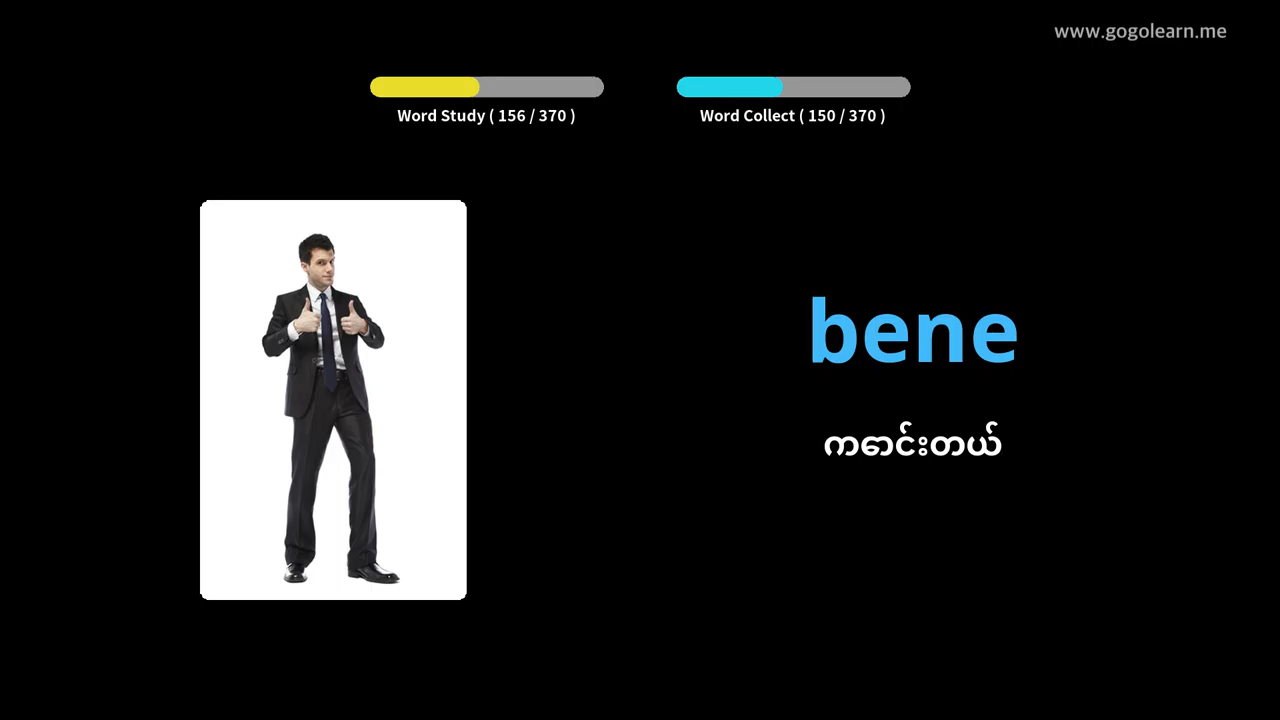 www.gogolearn.me
Word Study ( 156 / 370 )
Word Collect ( 150 / 370 )
bene
ကောင်းတယ်